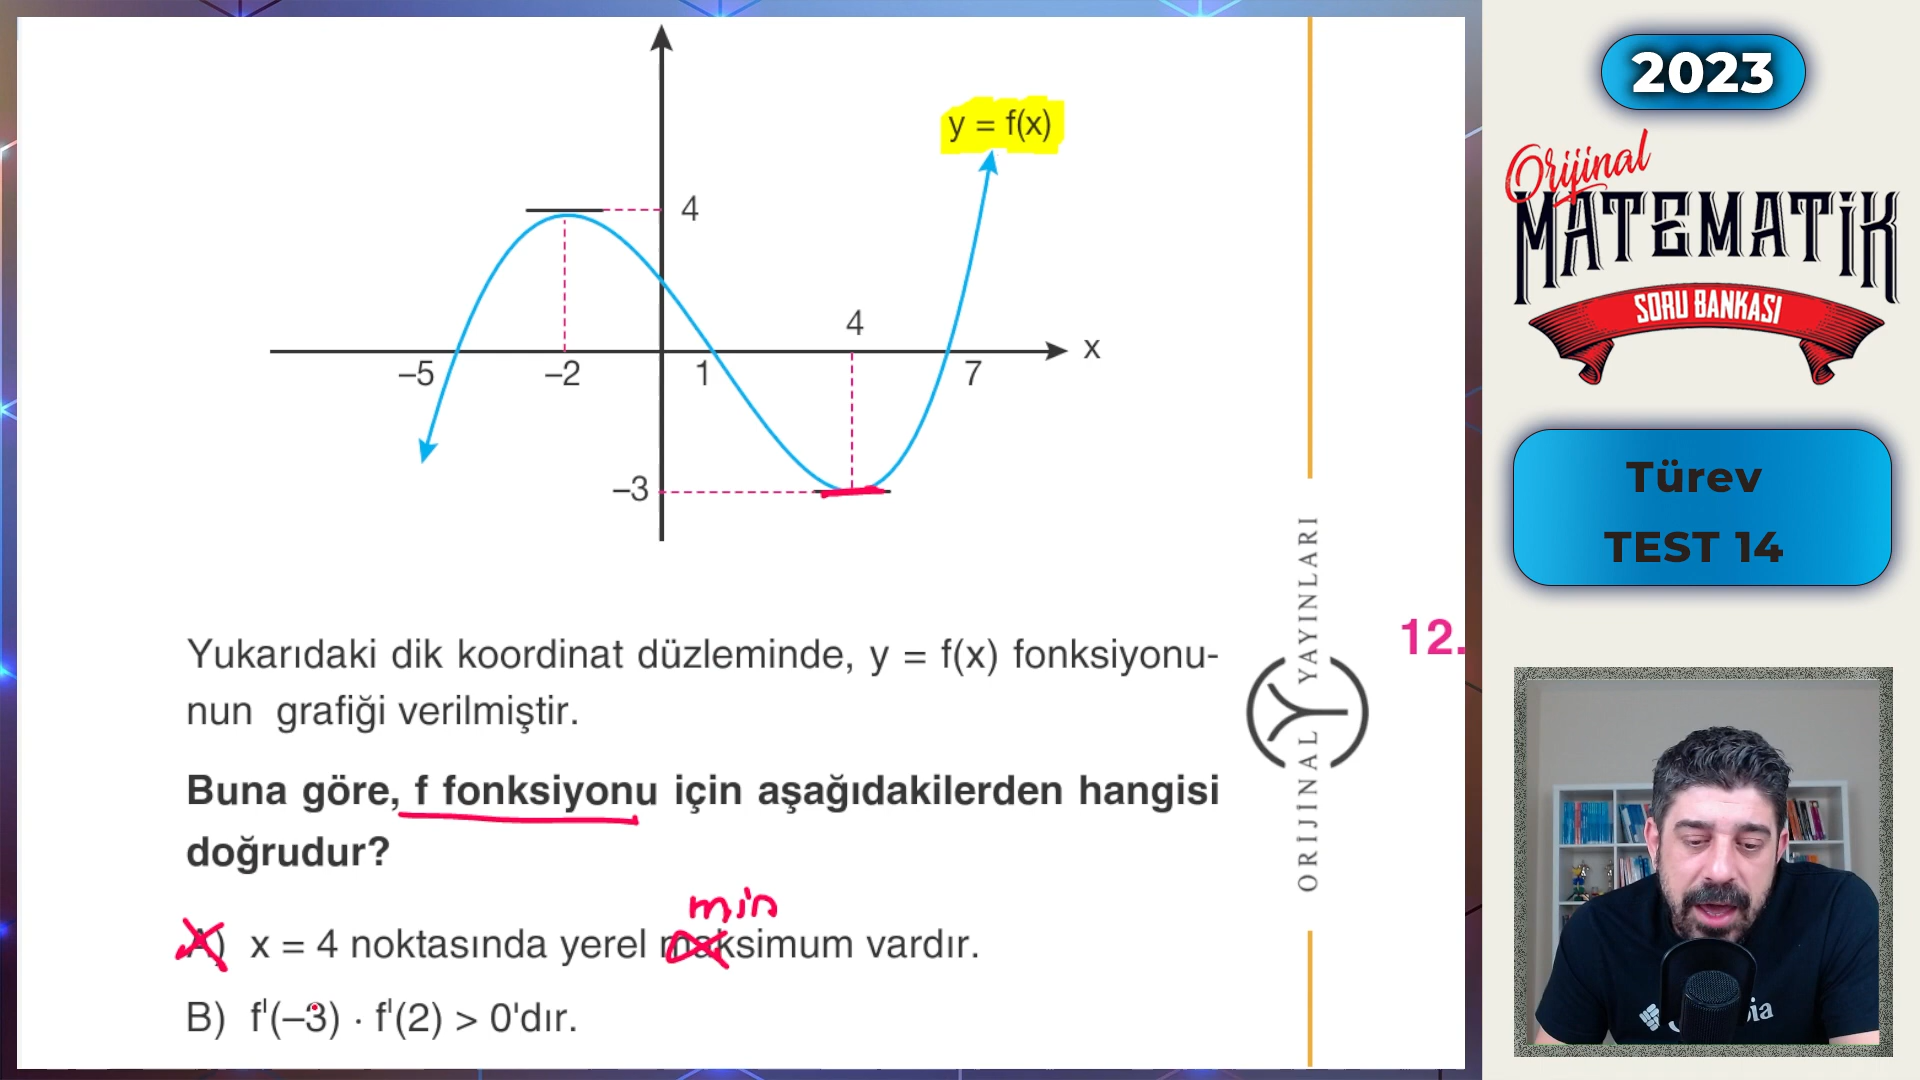 y = f(x)
4
4
x
–5
–2
1
7
–3
Yukarıdaki dik koordinat düzleminde, y = f(x) fonksiyonu-
nun grafiği verilmiştir.
Buna göre, f fonksiyonu için aşağıdakilerden hangisi
doğrudur?
min
A) x = 4 noktasında yerel maksimum vardır.
B) f'(–3) · f'(2) > 0'dır.
ORİJİNAL YAYINLARI
12.
2023
Orijinal
MATEMATİK
SORU BANKASI
Türev
TEST 14